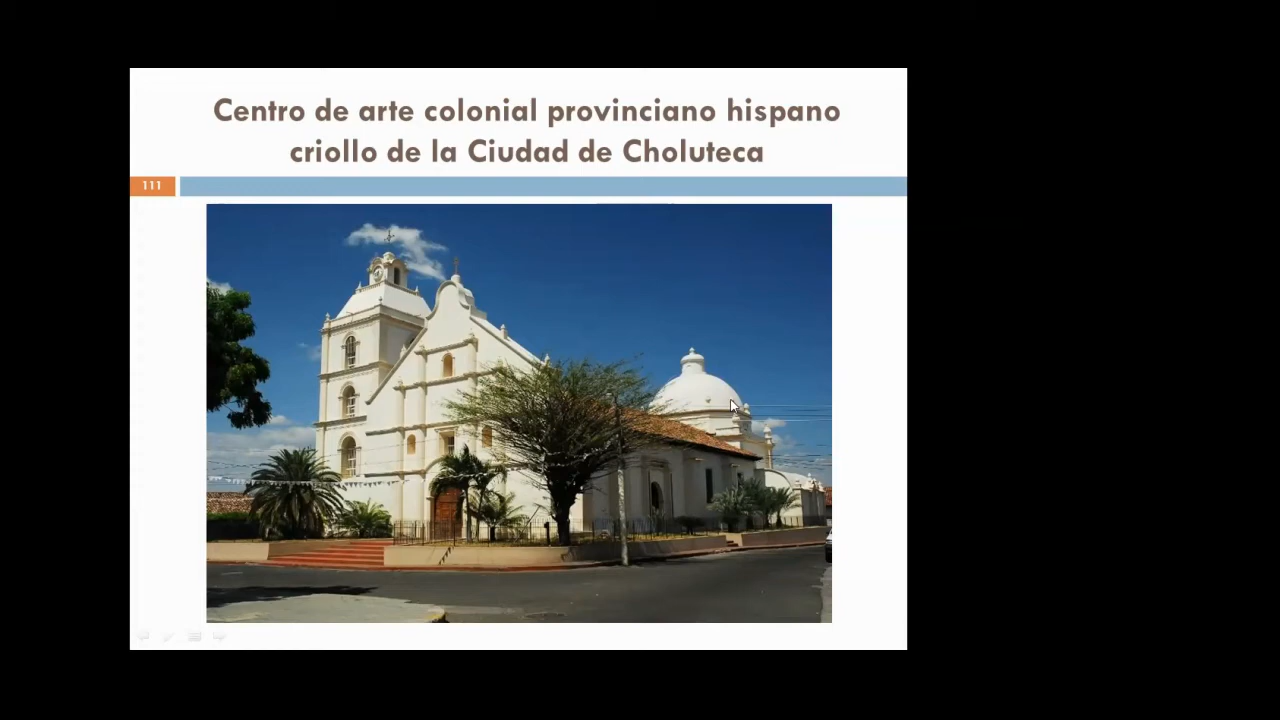 Centro de arte colonial provinciano hispano
criollo de la Ciudad de Choluteca
111